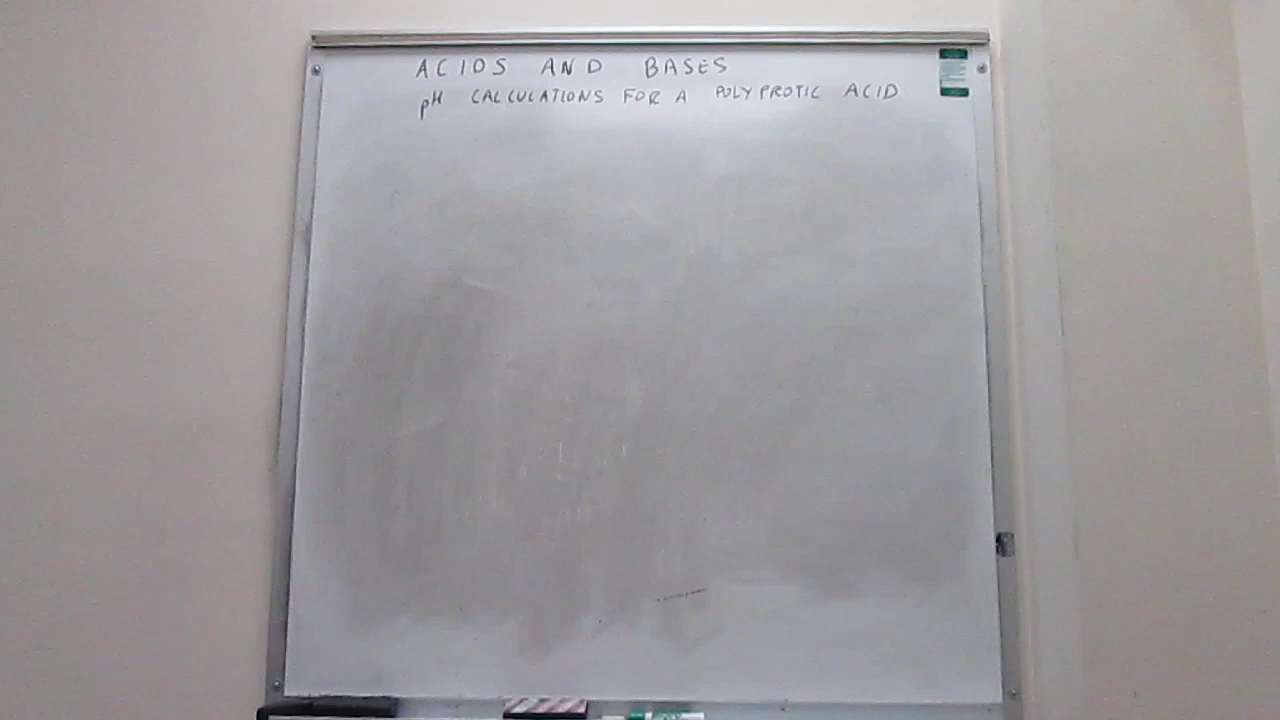 ACIDS AND BASES
pH CALCULATIONS FOR A POLYPROTIC ACID